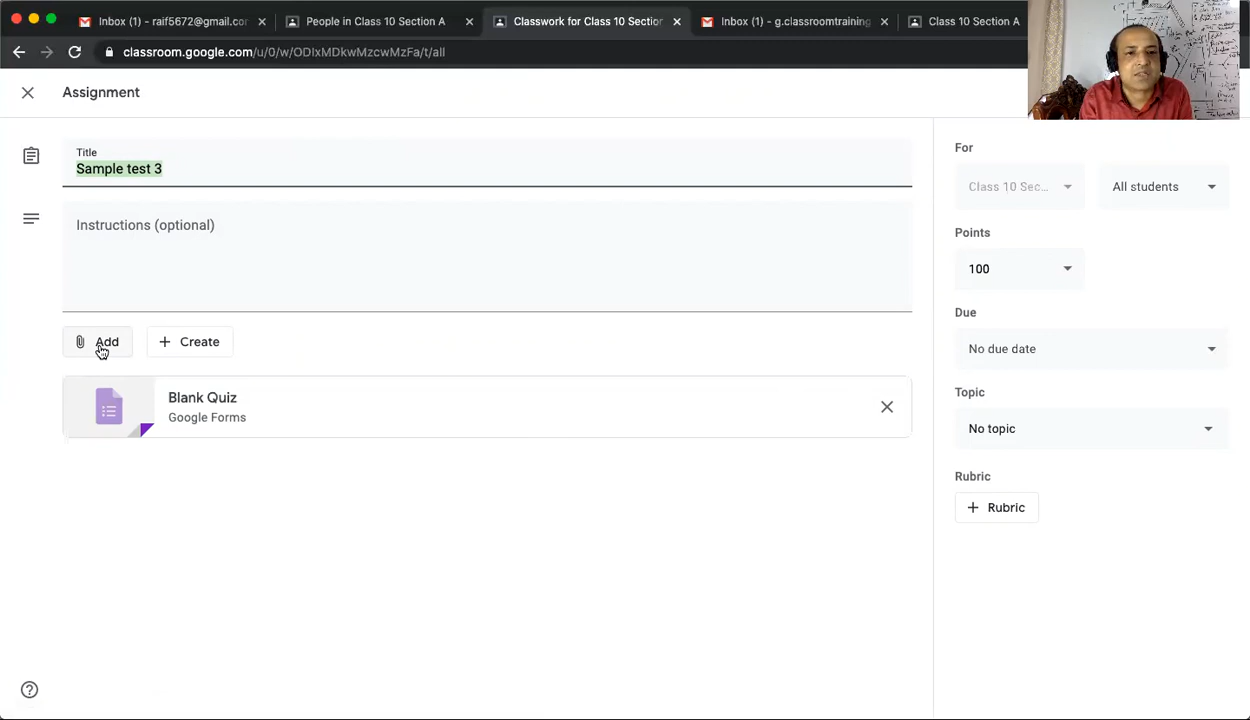 Inbox (1) - raif5672@gmail.cor
People in Class 10 Section A
Classwork for Class 10 Section
Inbox (1) - g.classroomtraining
Class 10 Section A
classroom.google.com/u/0/w/ODIxMDkwMzcwMzFa/t/all
Assignment
Title
Sample test 3
Instructions (optional)
Add
Create
Blank Quiz
Google Forms
For
Class 10 Sec...
All students
Points
100
Due
No due date
Topic
No topic
Rubric
Rubric